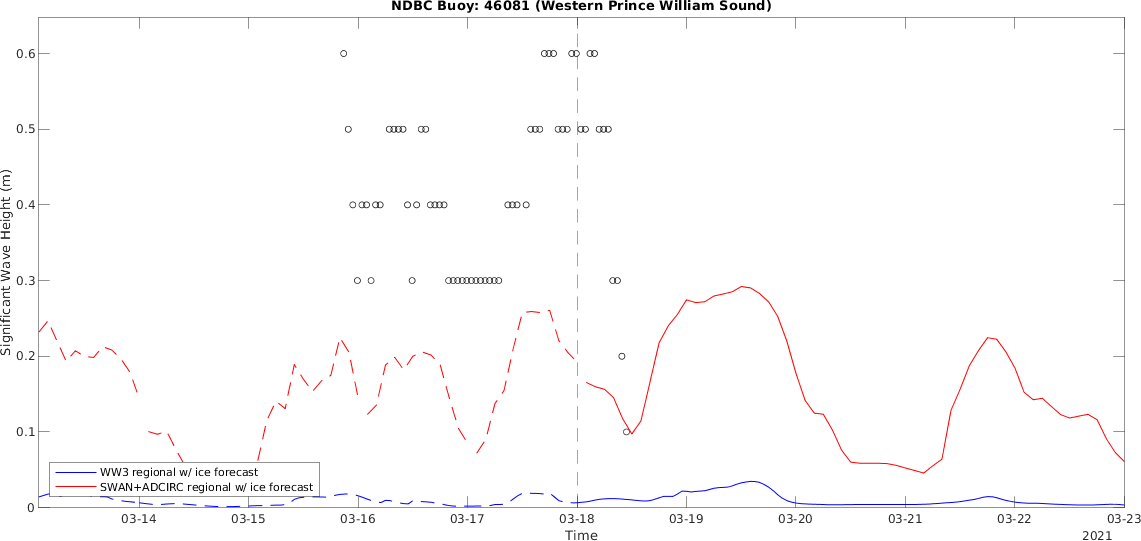 NDBC Buoy: 46081 (Western Prince William Sound)
Significant Wave Height (m)
0.6
0.5
0.4
0.3
0.2
0.1
0
WW3 regional w/ ice forecast
SWAN+ADCIRC regional w/ ice forecast
03-14 03-15 03-16 03-17 03-18 03-19 03-20 03-21 03-22 03-23
Time
2021